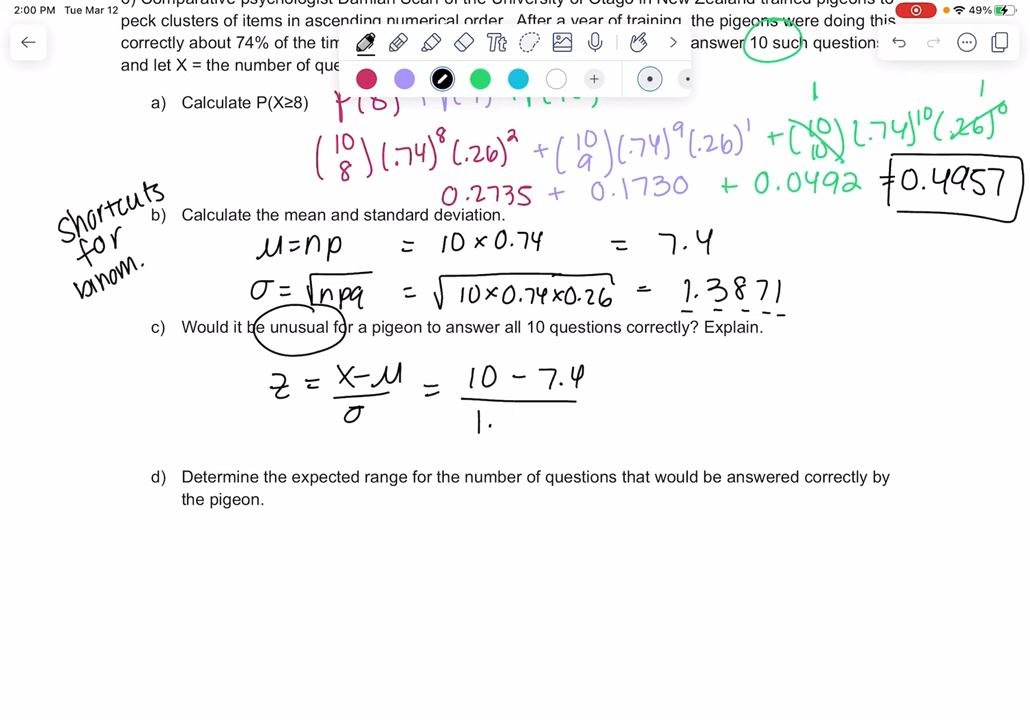 2:00 PM Tue Mar 12
49%
peck clusters of items in ascending numerical order. After a year of training, the pigeons were doing this
correctly about 74% of the tim answer 10 such question
and let X = the number of que
Tt
a) Calculate P(X≥8)
(10 8)(.74)^8(.26)^2 + (10 9)(.74)^9(.26)^1 + (10 10)(.74)^10(.26)^0
1 1
0.2735 + 0.1730 + 0.0492 = 0.4957
shortcuts
for
binom.
b) Calculate the mean and standard deviation.
μ=np = 10×0.74 = 7.4
σ = √npq = √10×0.74×0.26 = 1.3871
c) Would it be unusual for a pigeon to answer all 10 questions correctly? Explain.
z = x-μ/σ = 10-7.4/1.
d) Determine the expected range for the number of questions that would be answered correctly by
the pigeon.